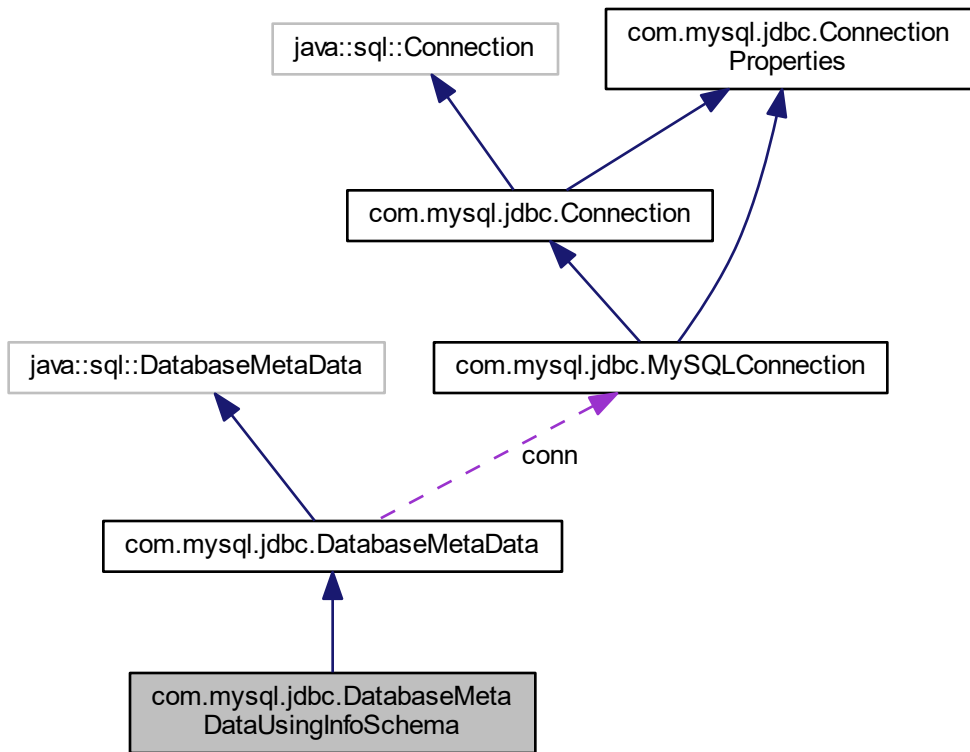 java::sql::Connection
com.mysql.jdbc.Connection
Properties
com.mysql.jdbc.Connection
java::sql::DatabaseMetaData
com.mysql.jdbc.MySQLConnection
conn
com.mysql.jdbc.DatabaseMetaData
com.mysql.jdbc.DatabaseMeta
DataUsingInfoSchema